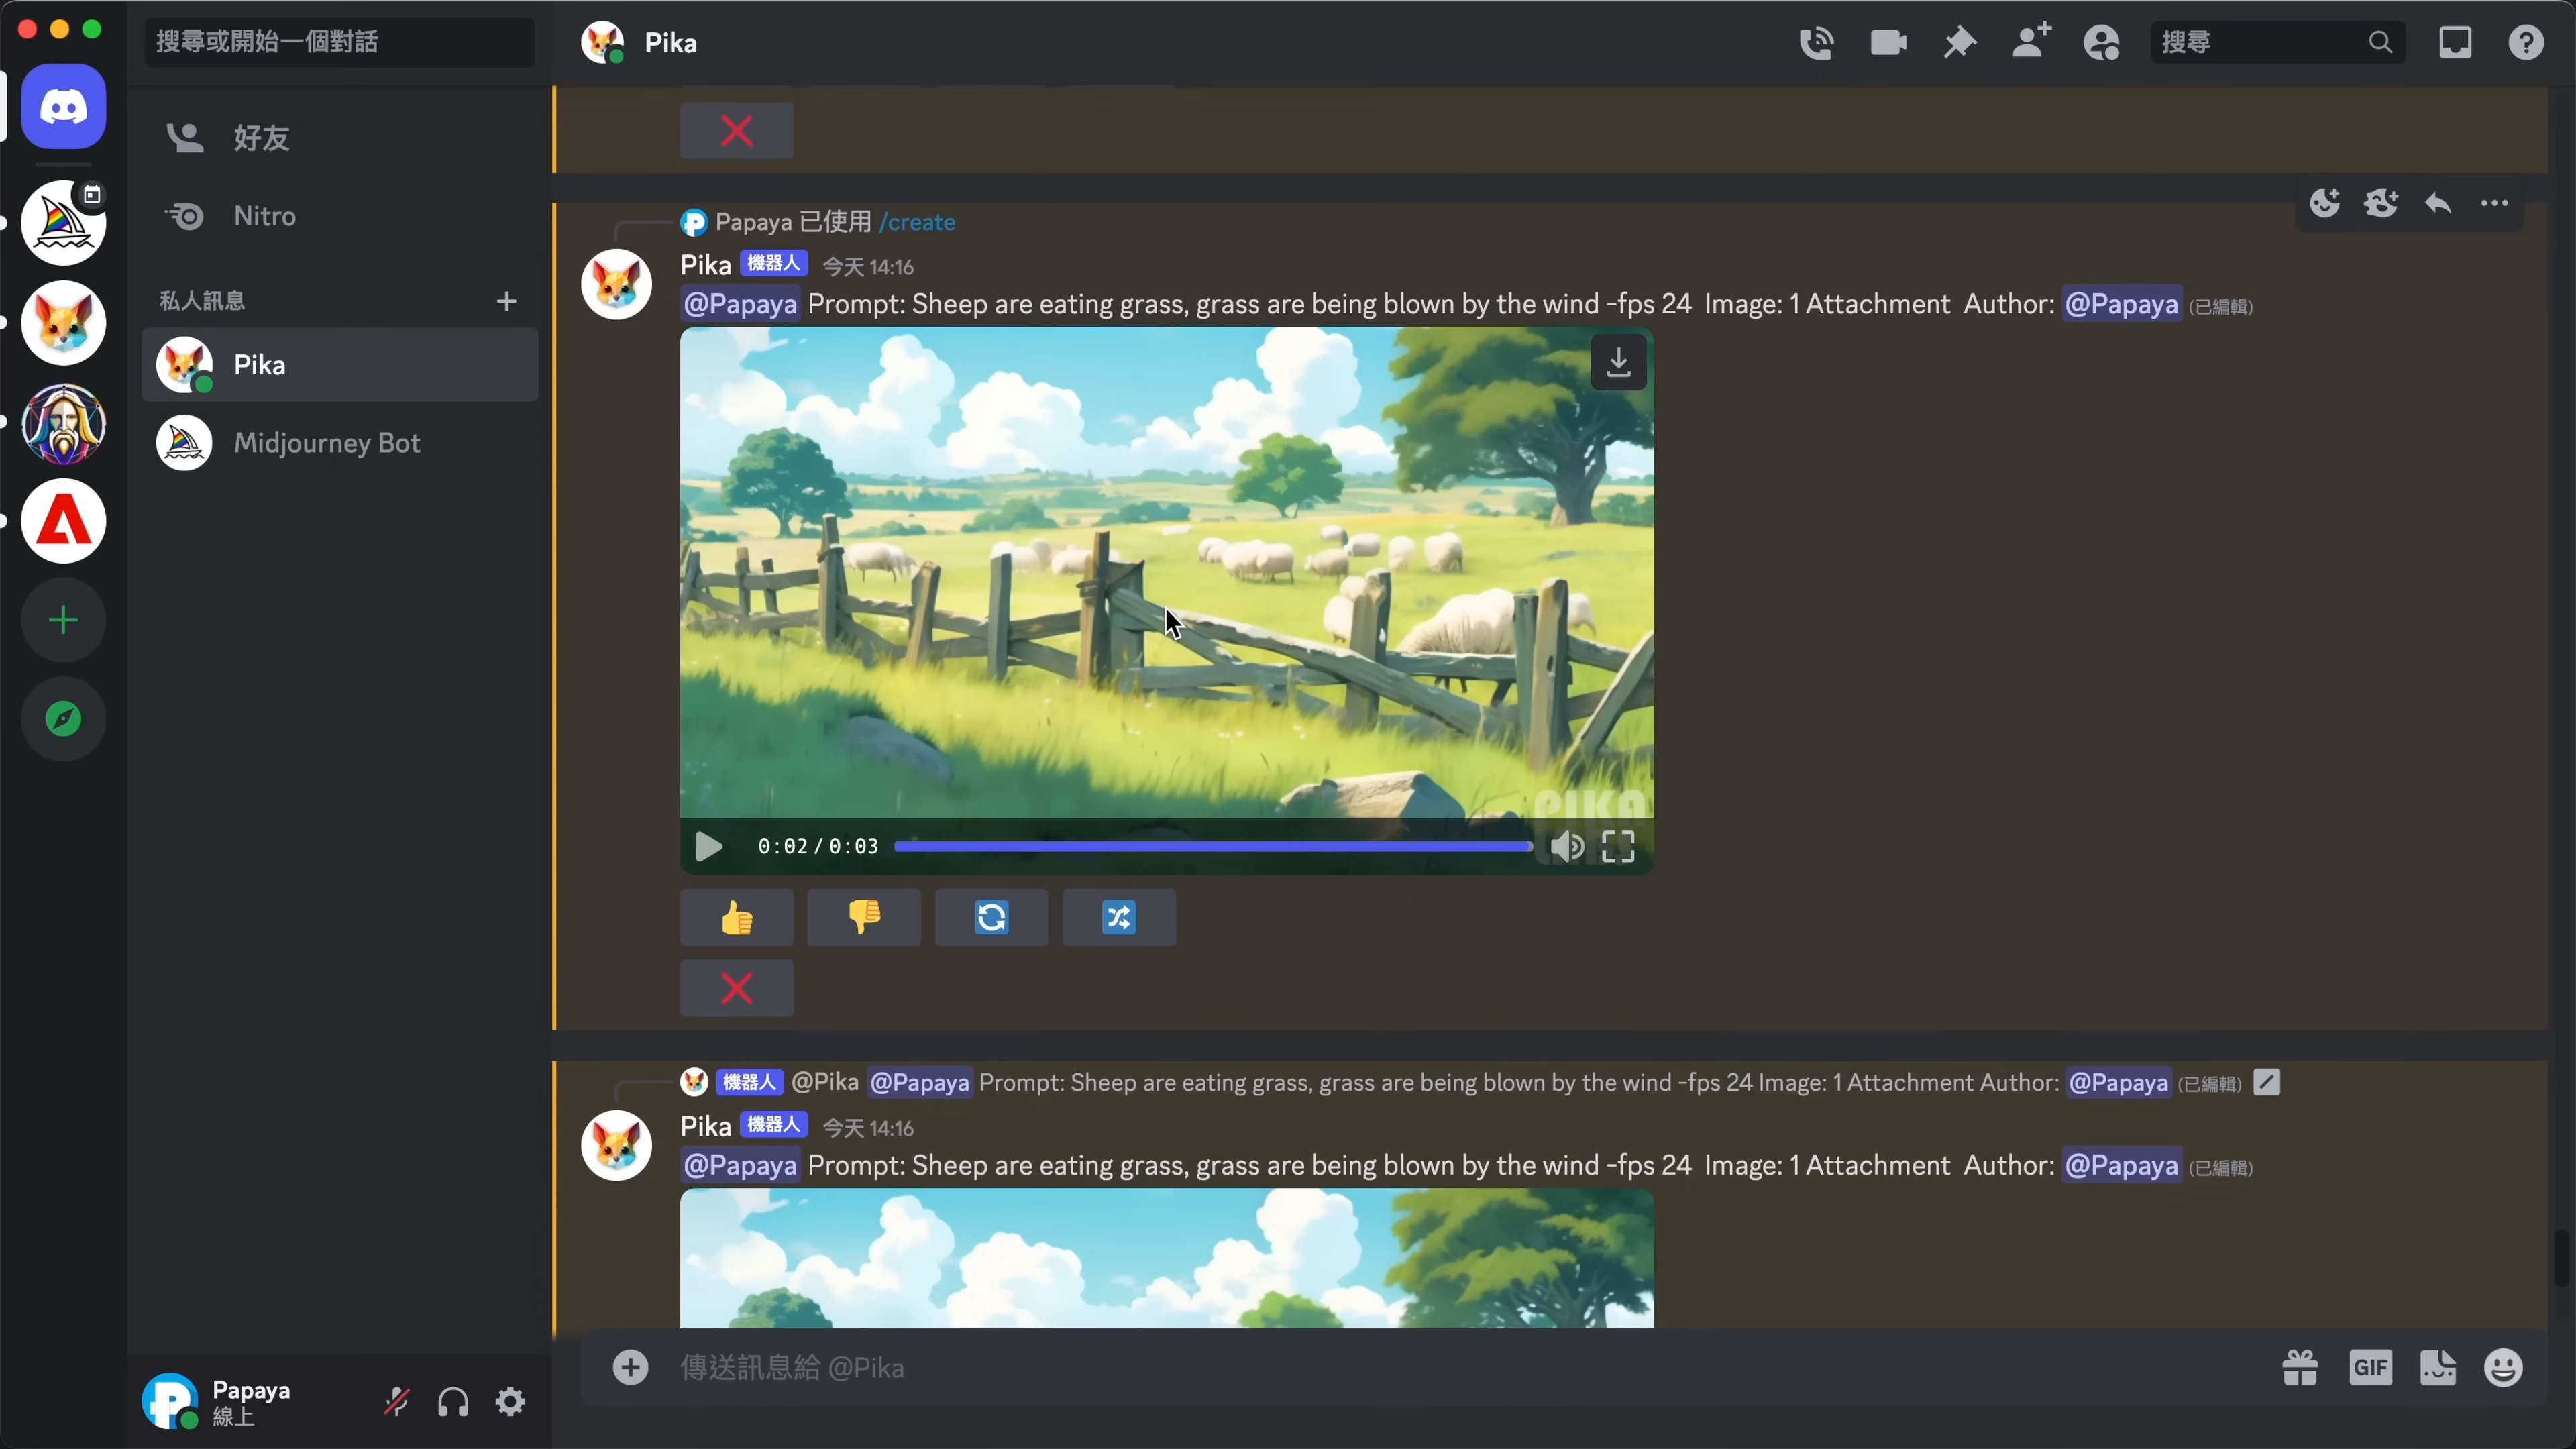 搜尋或開始一個對話
好友
Nitro
私人訊息
Pika
Midjourney Bot
Papaya
線上
Pika
搜尋
Papaya 已使用 /create
Pika 機器人 今天 14:16
@Papaya Prompt: Sheep are eating grass, grass are being blown by the wind -fps 24 Image: 1 Attachment Author: @Papaya (已編輯)
PIKA
0:02 / 0:03
機器人 @Pika @Papaya Prompt: Sheep are eating grass, grass are being blown by the wind -fps 24 Image: 1 Attachment Author: @Papaya (已編輯)
Pika 機器人 今天 14:16
@Papaya Prompt: Sheep are eating grass, grass are being blown by the wind -fps 24 Image: 1 Attachment Author: @Papaya (已編輯)
傳送訊息給 @Pika
GIF